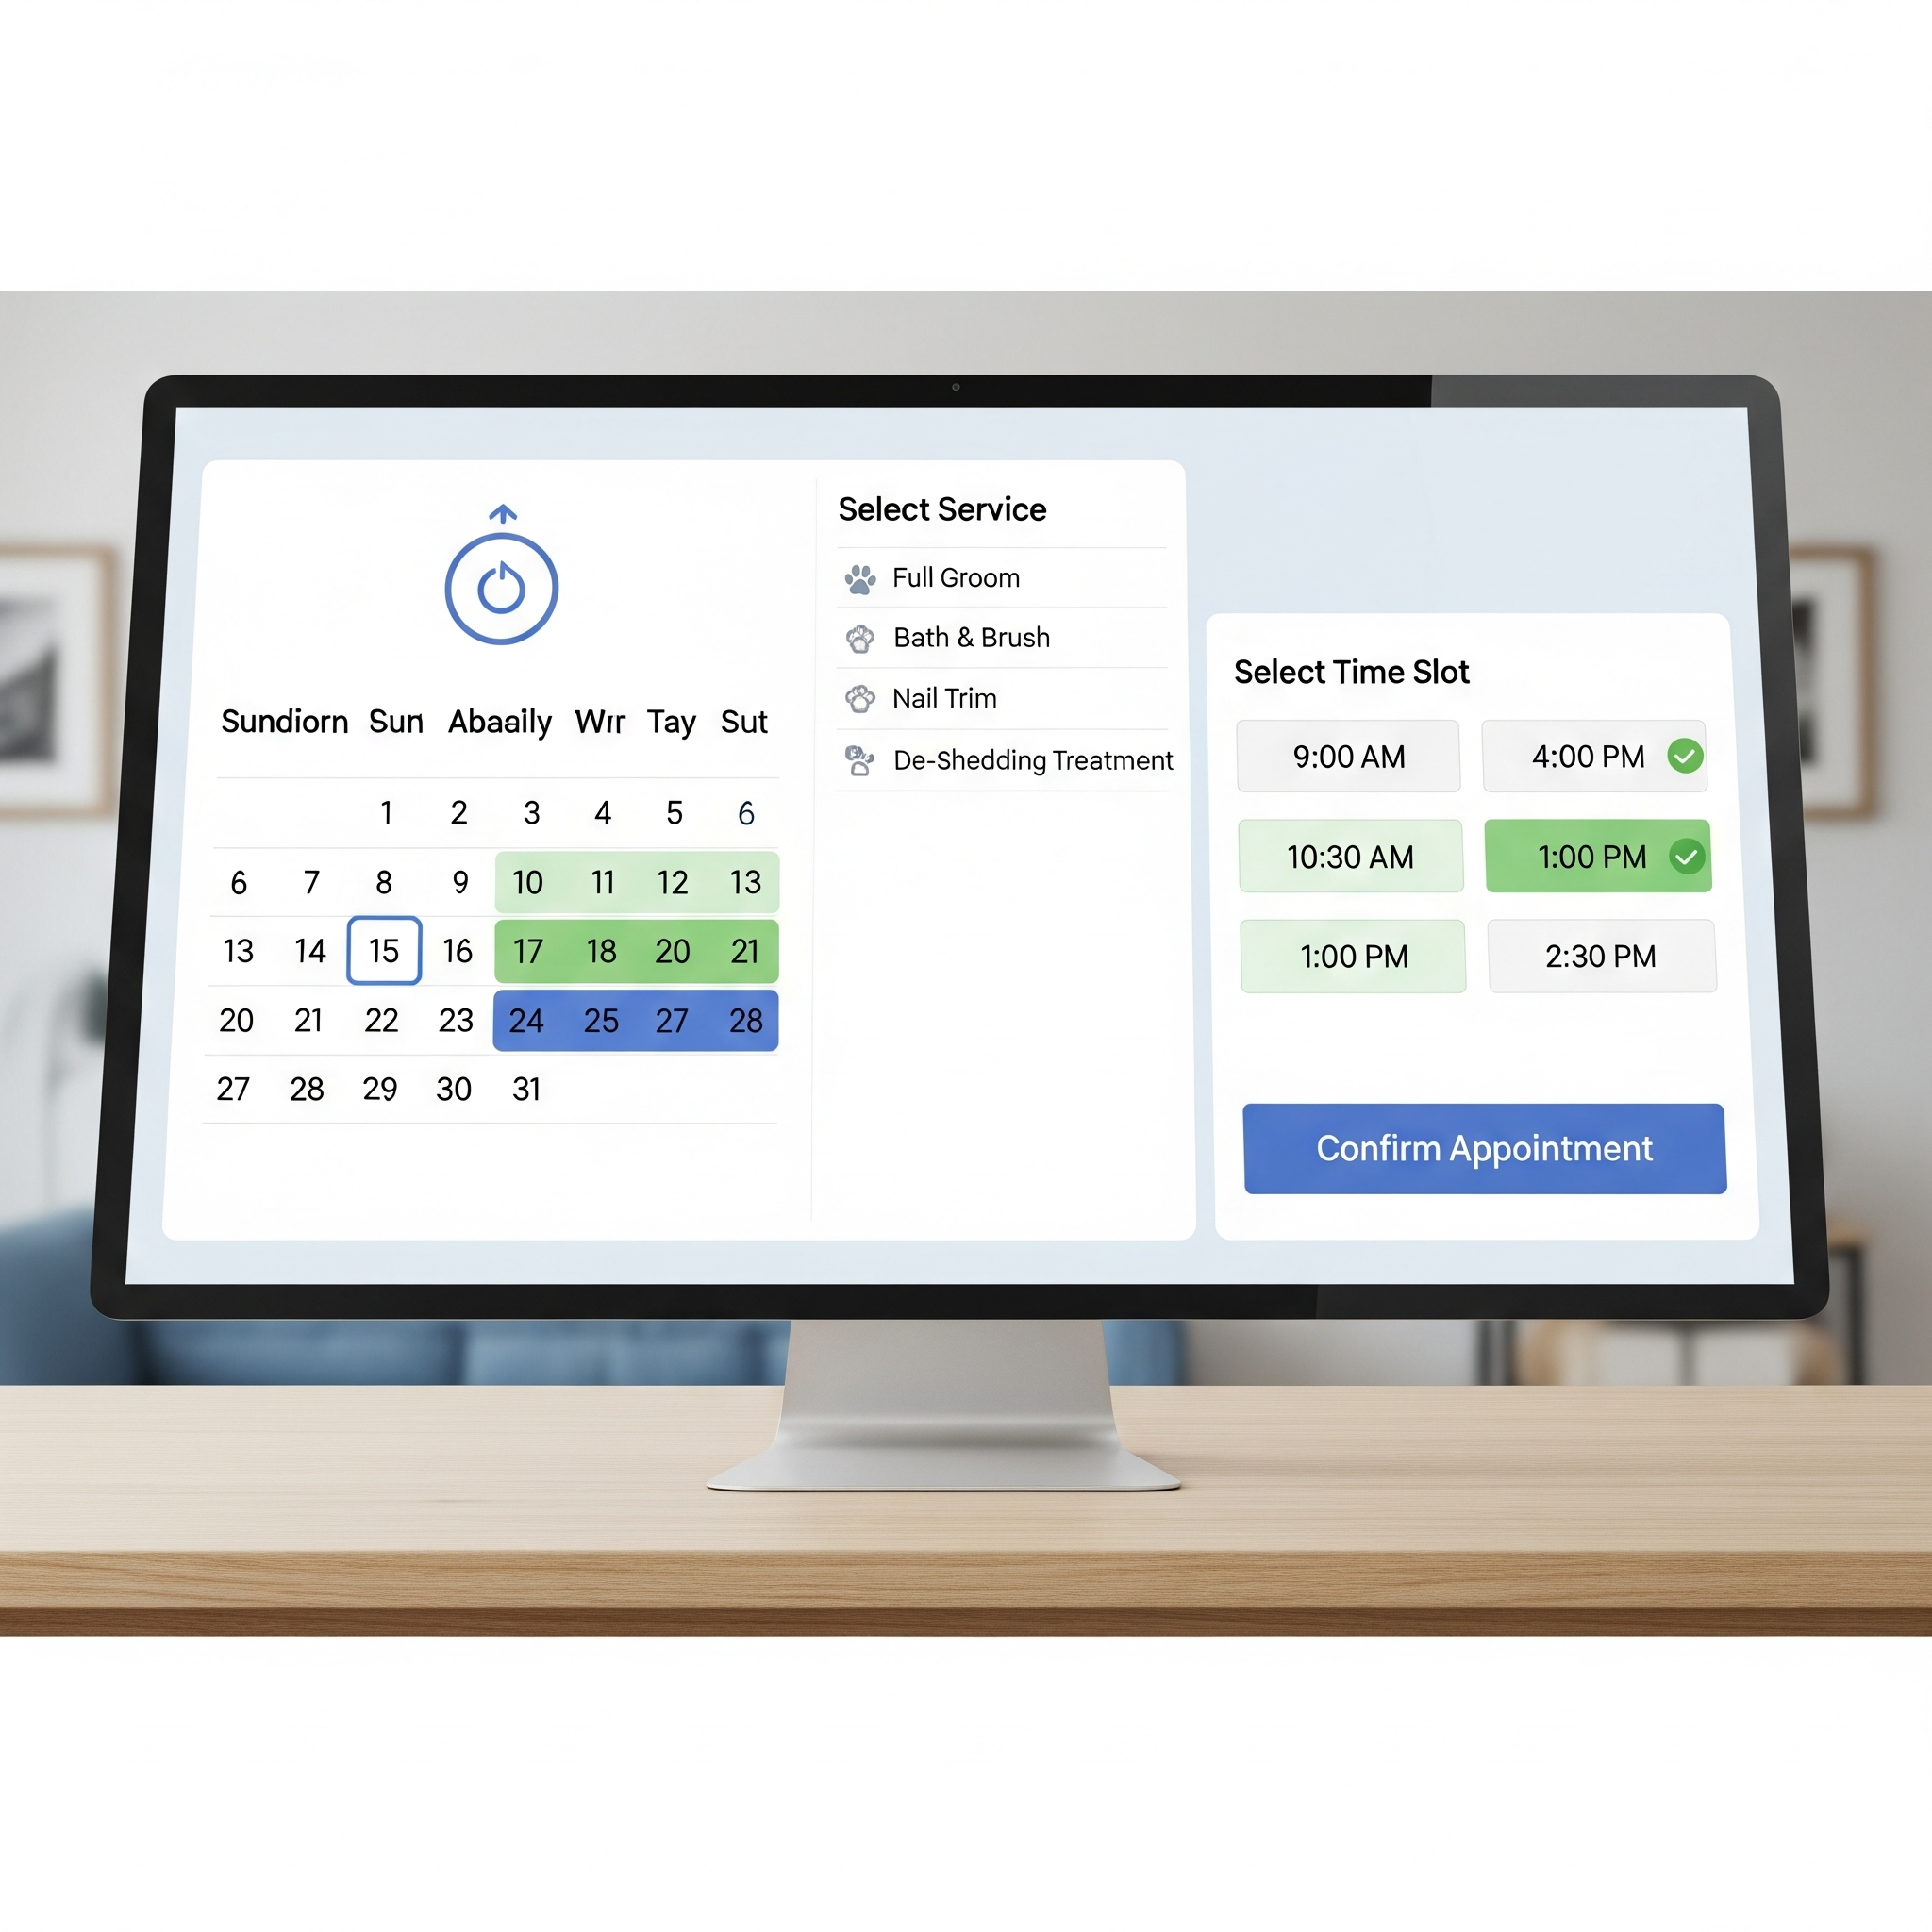 Sundiorn Sun Abaaily Wır Tay Sut
1 2 3 4 5 6
6 7 8 9 10 11 12 13
13 14 15 16 17 18 20 21
20 21 22 23 24 25 27 28
27 28 29 30 31
Select Service
Full Groom
Bath & Brush
Nail Trim
De-Shedding Treatment
Select Time Slot
9:00 AM 4:00 PM
10:30 AM 1:00 PM
1:00 PM 2:30 PM
Confirm Appointment